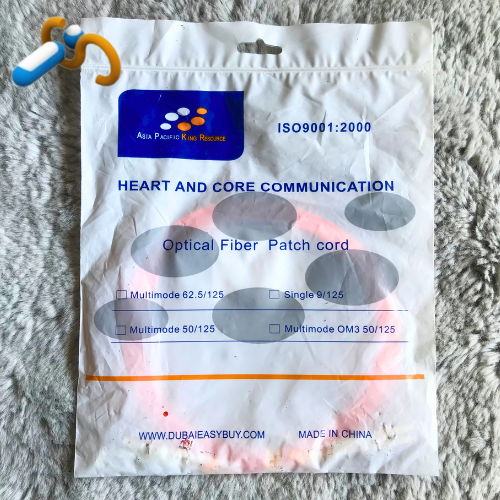 ISO9001:2000
ASIA PACIFIC KING RESOURCE
HEART AND CORE COMMUNICATION
Optical Fiber Patch cord
Multimode 62.5/125
Single 9/125
Multimode 50/125
Multimode OM3 50/125
WWW.DUBAIEASYBUY.COM
MADE IN CHINA